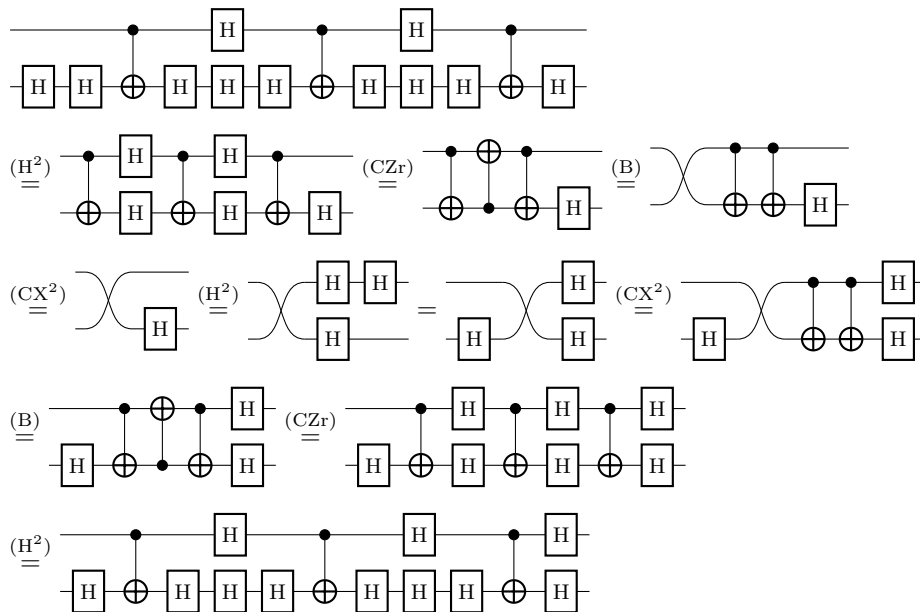 H H
H H H H H H H H H
(H²) = H H (CZr) = (B) =
H H H H H
(CX²) = (H²) = H H = H (CX²) = H
H H H H H H
(B) = H (CZr) = H H H
H H H H H H
(H²) = H H H
H H H H H H H H